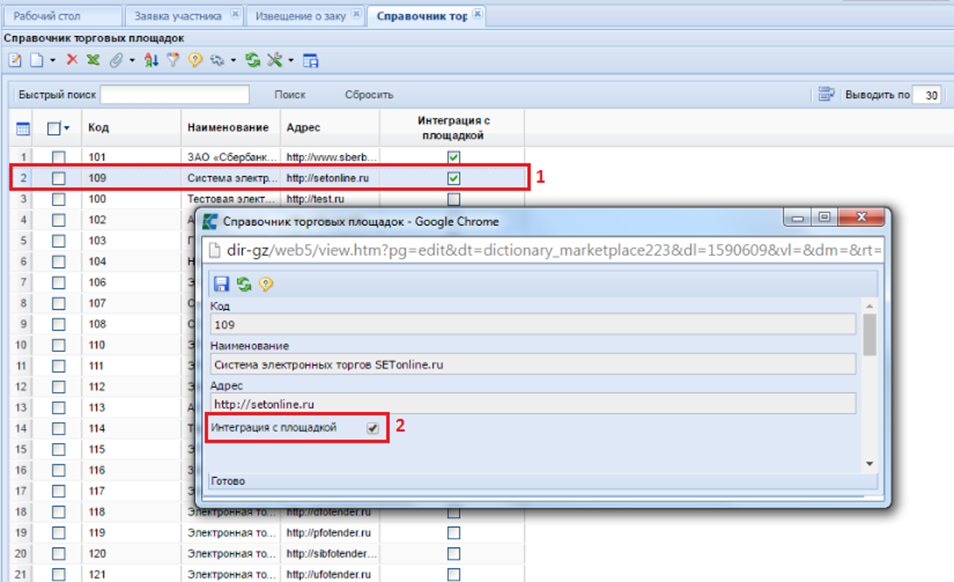 Рабочий стол Заявка участника Извещение о заку Справочник тор
Справочник торговых площадок
Быстрый поиск Поиск Сбросить Выводить по 30
Код Наименование Адрес Интеграция с
площадкой
1 101 ЗАО «Сбербанк... http://www.sberb...
2 109 Система электр... http://setonline.ru 1
3 100 Тестовая элект... http://test.ru
4 102
5 103
6 104
7 106
8 107
9 108
10 110
11 111
12 112
13 113
14 114
15 115
16 116
17 117
18 118 Электронная то... http://dfotender.ru
19 119 Электронная то... http://pfotender.ru
20 120 Электронная то... http://sibfotender...
21 121 Электронная то... http://ufotender.ru
Справочник торговых площадок - Google Chrome
dir-gz/web5/view.htm?pg=edit&dt=dictionary_marketplace223&dl=1590609&vl=&dm=&rt=
Код
109
Наименование
Система электронных торгов SETonline.ru
Адрес
http://setonline.ru
Интеграция с площадкой 2
Готово